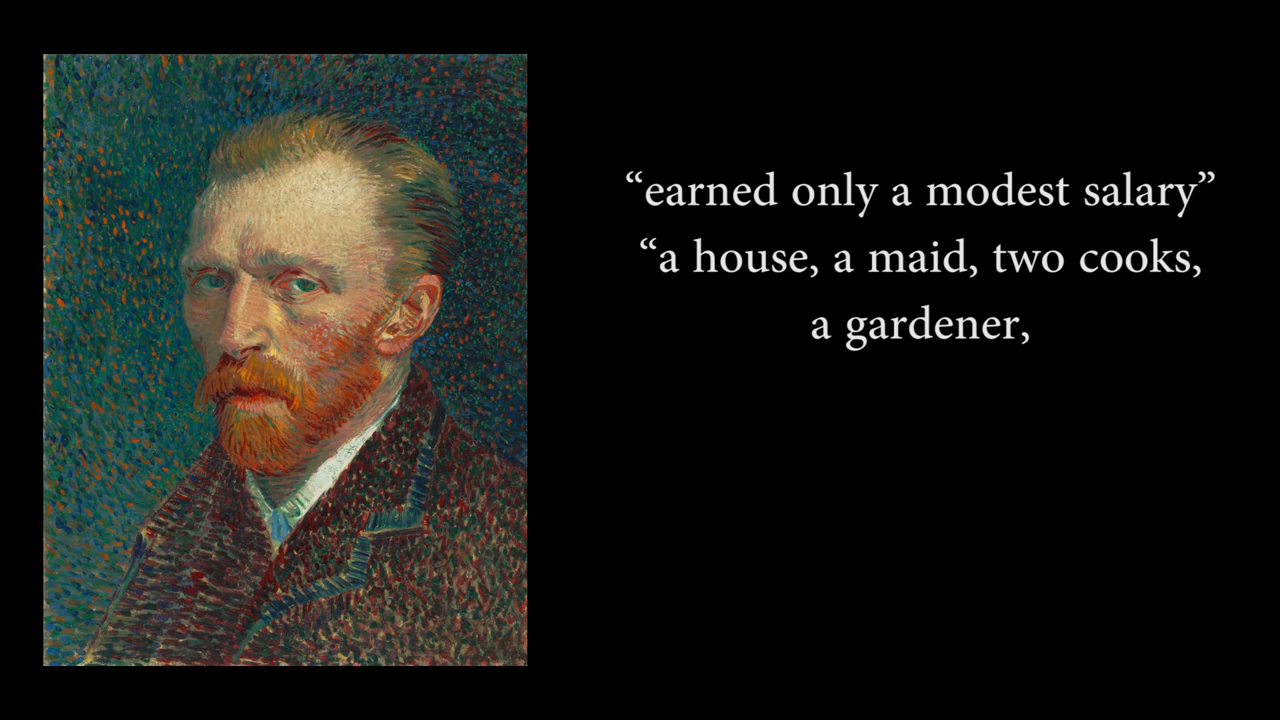 “earned only a modest salary”
“a house, a maid, two cooks,
a gardener,